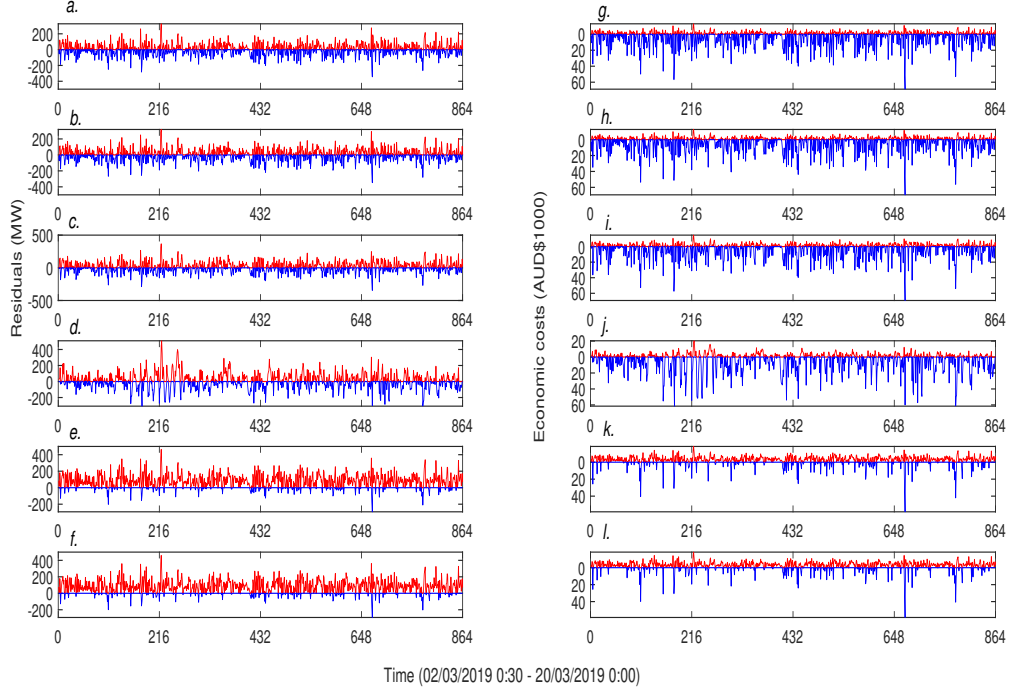 a.
200
0
-200
-400
0 216 432 648 864
b.
200
0
-200
-400
0 216 432 648 864
c.
500
0
-500
0 216 432 648 864
d.
400
200
0
-200
0 216 432 648 864
e.
400
200
0
-200
0 216 432 648 864
f.
400
200
0
-200
0 216 432 648 864
Residuals (MW)
g.
0
20
40
60
0 216 432 648 864
h.
0
20
40
60
0 216 432 648 864
i.
0
20
40
60
0 216 432 648 864
j.
20
0
20
40
60
0 216 432 648 864
k.
0
20
40
0 216 432 648 864
l.
0
20
40
0 216 432 648 864
Economic costs (AUD$1000)
Time (02/03/2019 0:30 - 20/03/2019 0:00)